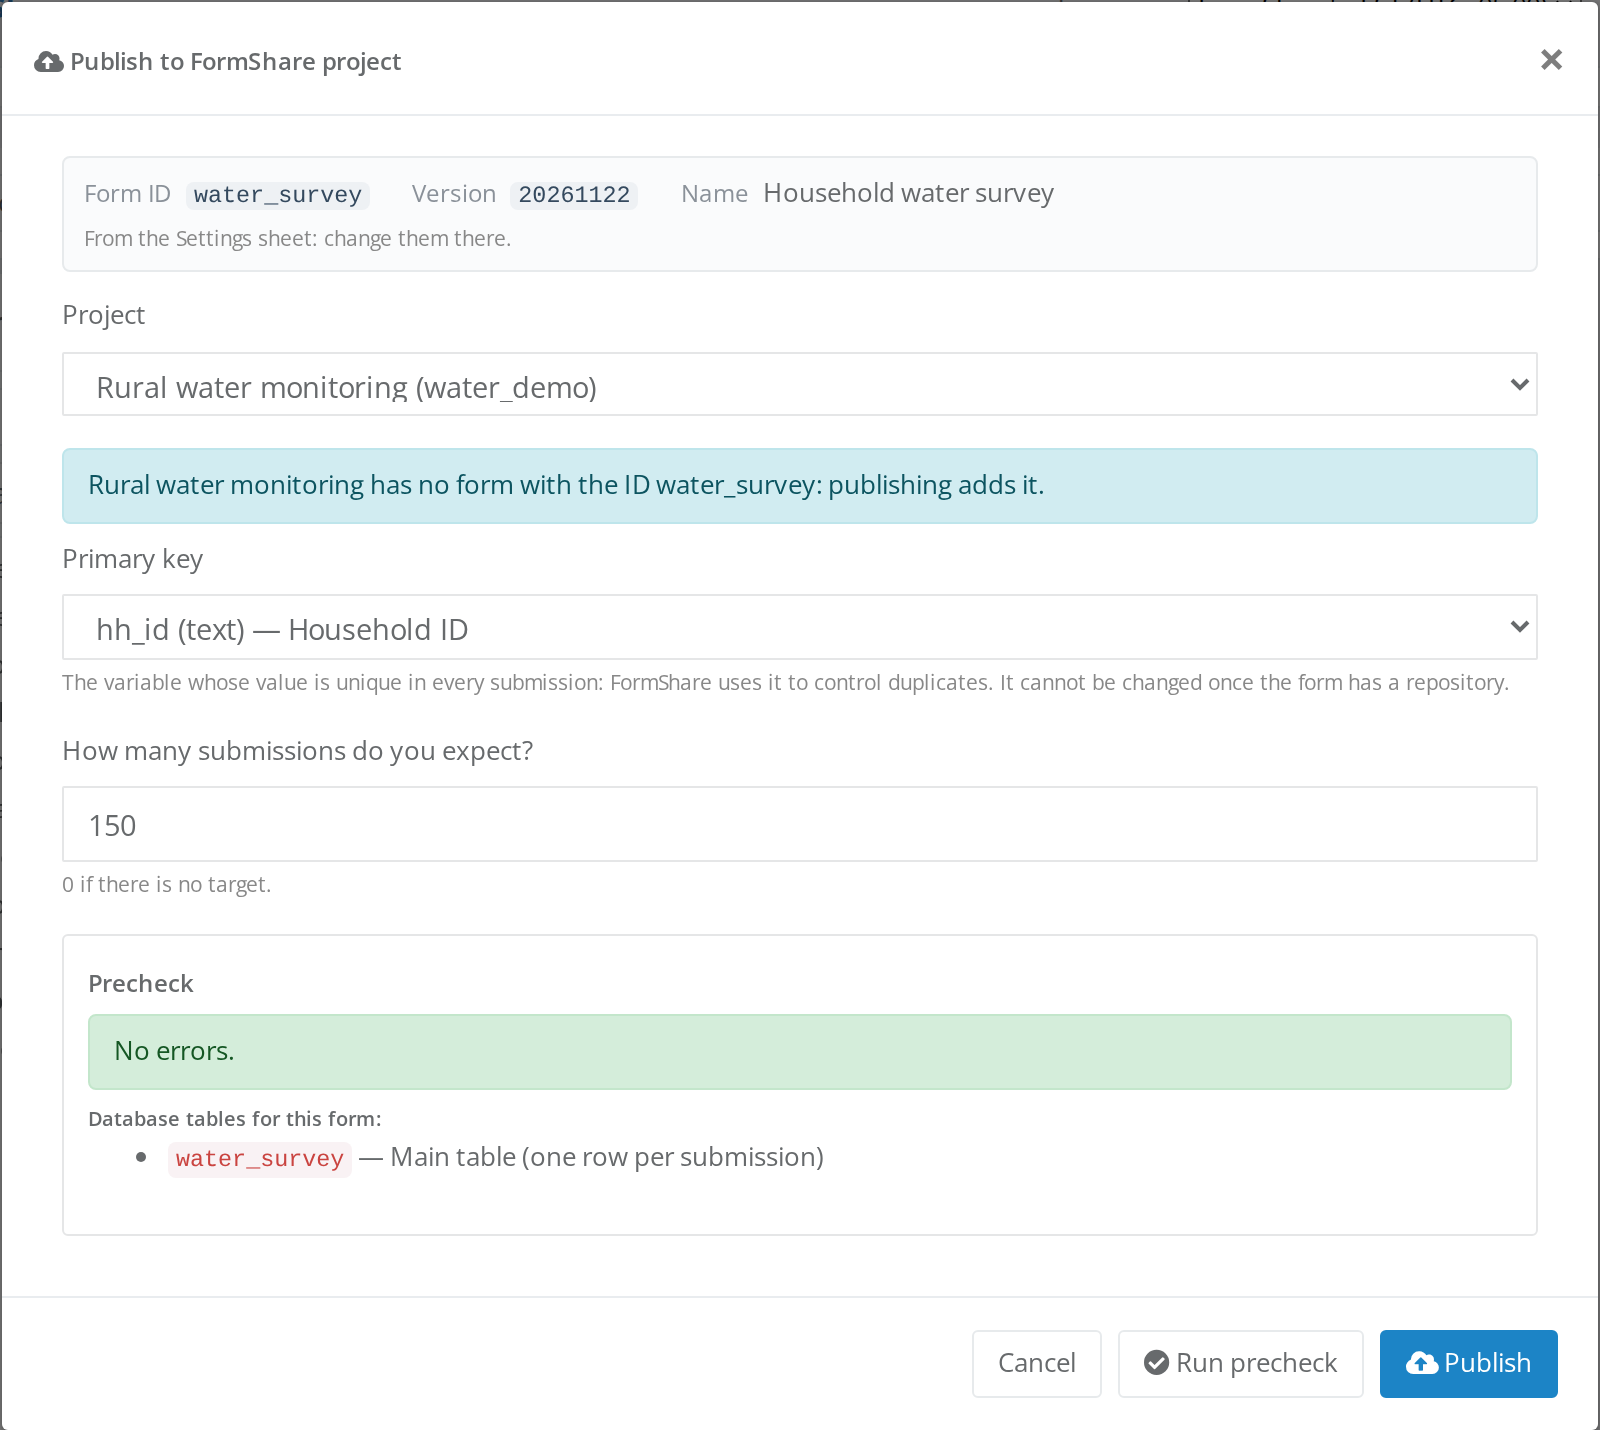 Publish to FormShare project
Form ID water_survey Version 20261122 Name Household water survey
From the Settings sheet: change them there.
Project
Rural water monitoring (water_demo)
Rural water monitoring has no form with the ID water_survey: publishing adds it.
Primary key
hh_id (text) — Household ID
The variable whose value is unique in every submission: FormShare uses it to control duplicates. It cannot be changed once the form has a repository.
How many submissions do you expect?
150
0 if there is no target.
Precheck
No errors.
Database tables for this form:
• water_survey — Main table (one row per submission)
Cancel Run precheck Publish